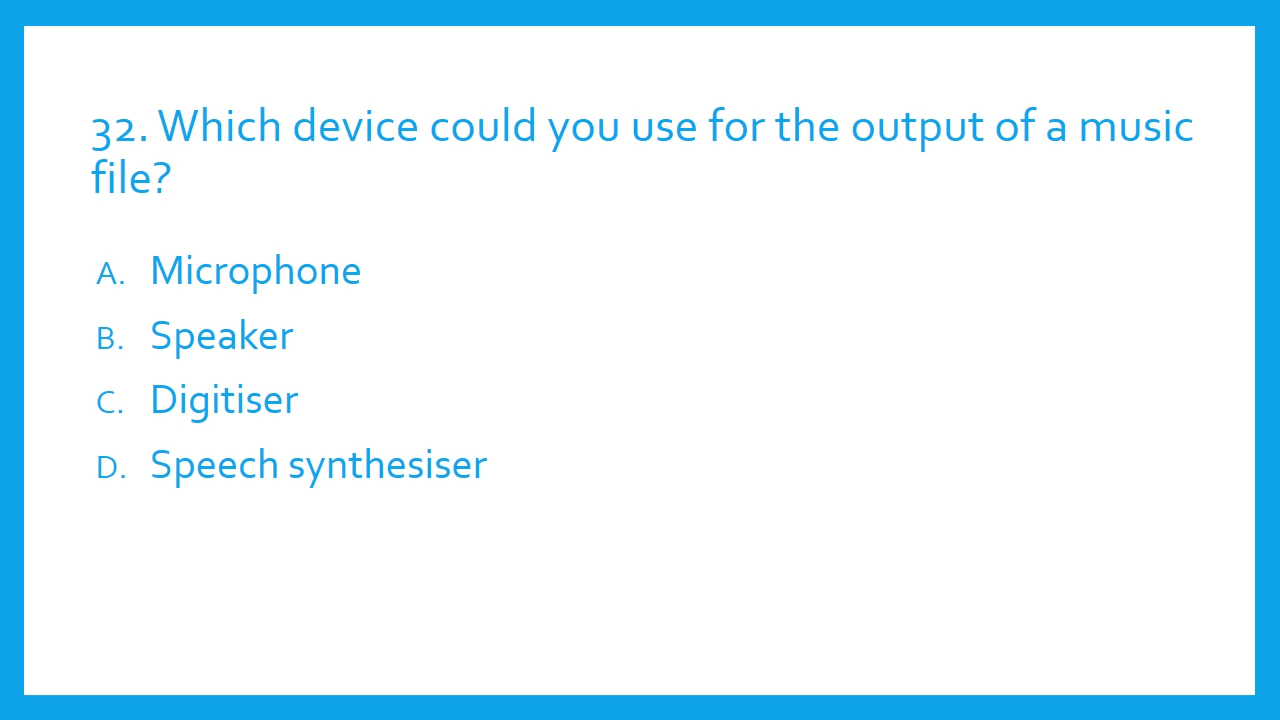 32. Which device could you use for the output of a music
file?
A. Microphone
B. Speaker
C. Digitiser
D. Speech synthesiser